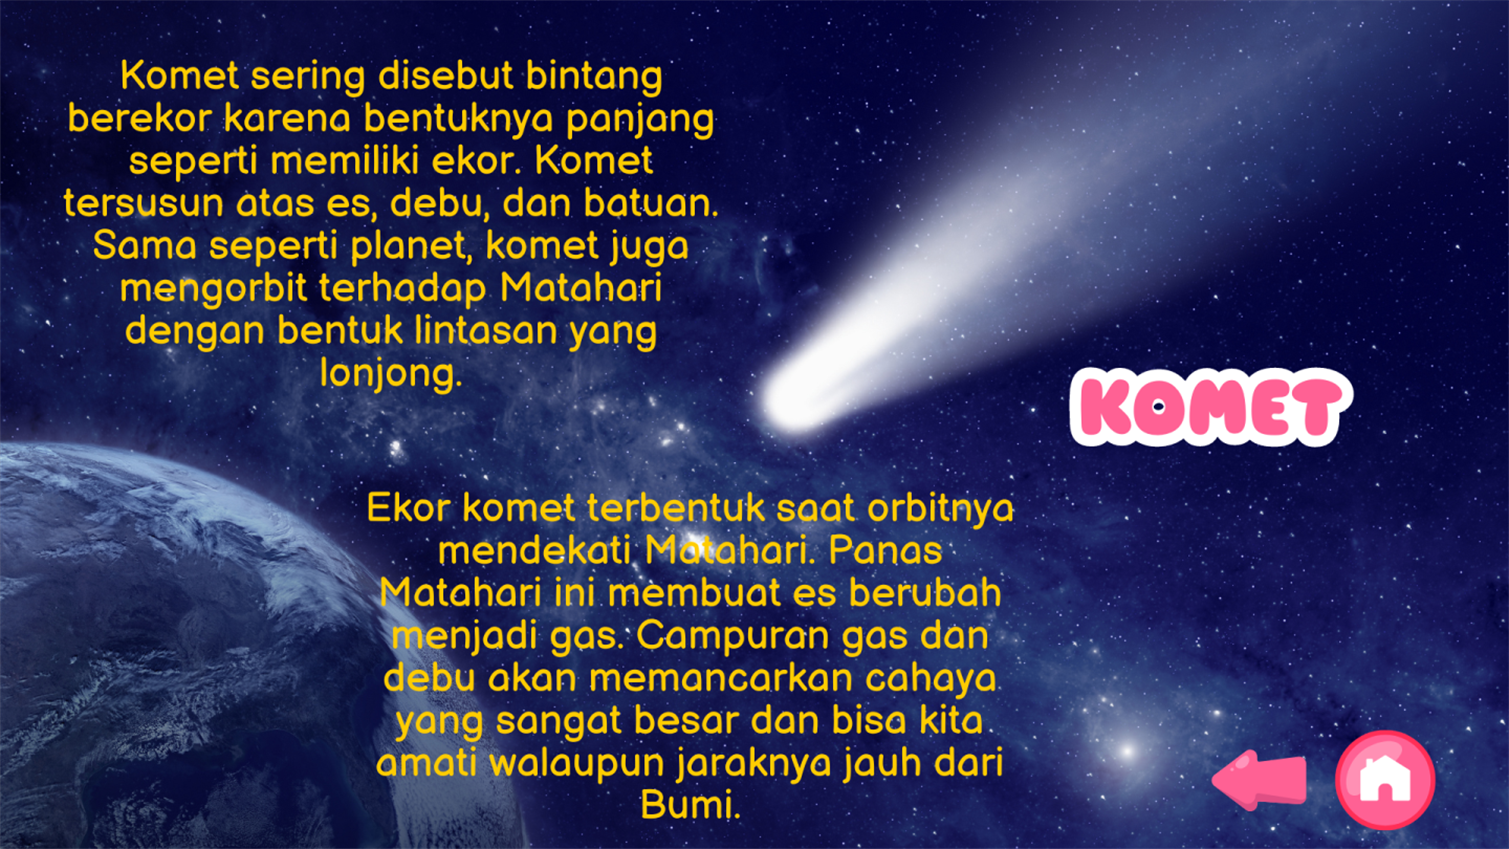 Komet sering disebut bintang
berekor karena bentuknya panjang
seperti memiliki ekor. Komet
tersusun atas es, debu, dan batuan.
Sama seperti planet, komet juga
mengorbit terhadap Matahari
dengan bentuk lintasan yang
lonjong.
KOMET
Ekor komet terbentuk saat orbitnya
mendekati Matahari. Panas
Matahari ini membuat es berubah
menjadi gas. Campuran gas dan
debu akan memancarkan cahaya
yang sangat besar dan bisa kita
amati walaupun jaraknya jauh dari
Bumi.